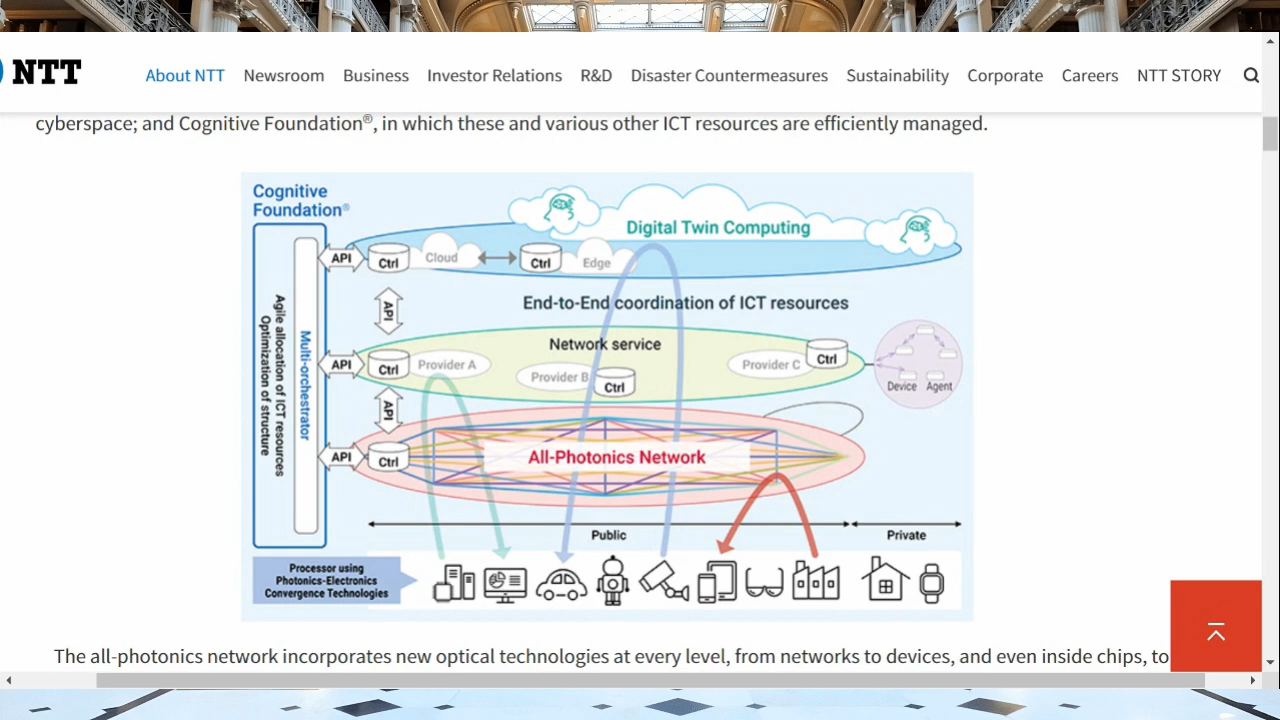 NTT
About NTT Newsroom Business Investor Relations R&D Disaster Countermeasures Sustainability Corporate Careers NTT STORY
cyberspace; and Cognitive Foundation®, in which these and various other ICT resources are efficiently managed.
Cognitive
Foundation®
Digital Twin Computing
API Ctrl Cloud Ctrl Edge
API
End-to-End coordination of ICT resources
Multi-orchestrator
Agile allocation of ICT resources
Optimization of structure
Network service
API Ctrl Provider A
Provider B Ctrl
Provider C Ctrl
Device Agent
API
API Ctrl
All-Photonics Network
Public
Private
Processor using
Photonics-Electronics
Convergence Technologies
The all-photonics network incorporates new optical technologies at every level, from networks to devices, and even inside chips, to